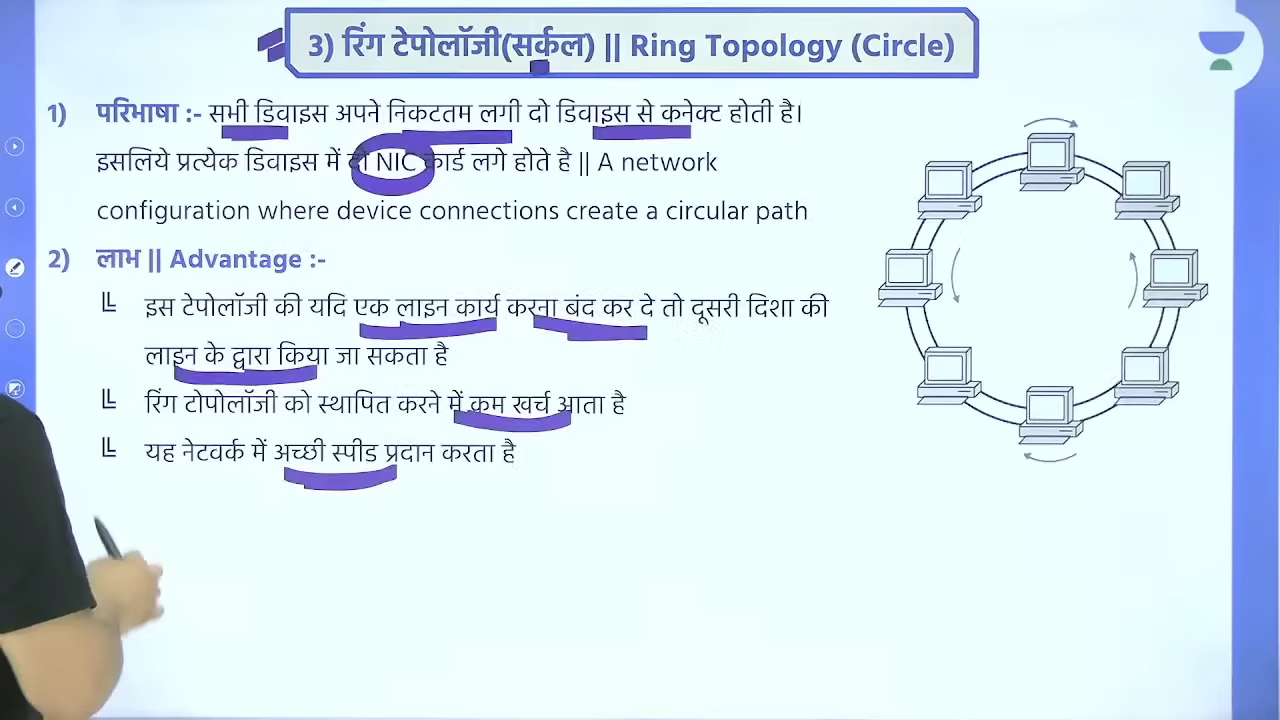 3) रिंग टेपोलॉजी(सर्कल) || Ring Topology (Circle)
1) परिभाषा :- सभी डिवाइस अपने निकटतम लगी दो डिवाइस से कनेक्ट होती है।
इसलिये प्रत्येक डिवाइस में दो NIC कार्ड लगे होते है || A network
configuration where device connections create a circular path
2) लाभ || Advantage :-
इस टेपोलॉजी की यदि एक लाइन कार्य करना बंद कर दे तो दूसरी दिशा की
लाइन के द्वारा किया जा सकता है
रिंग टोपोलॉजी को स्थापित करने में कम खर्च आता है
यह नेटवर्क में अच्छी स्पीड प्रदान करता है